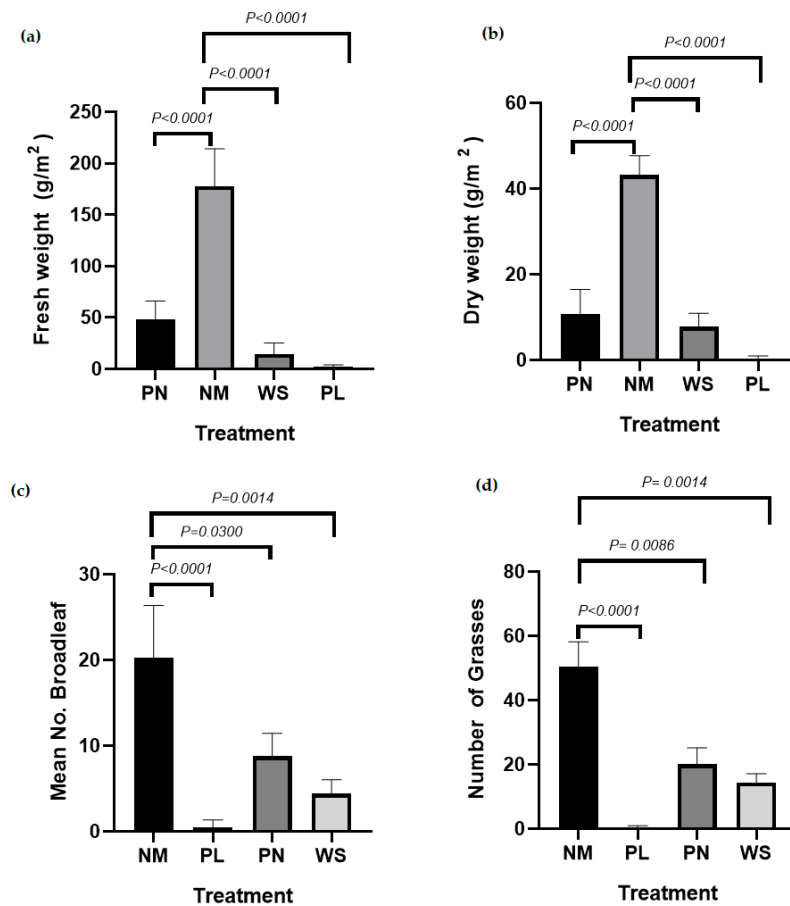 (a)
P<0.0001
P<0.0001
P<0.0001
250
200
150
100
50
0
Fresh weight (g/m²)
PN NM WS PL
Treatment
(b)
P<0.0001
P<0.0001
P<0.0001
60
40
20
0
Dry weight (g/m²)
PN NM WS PL
Treatment
(c)
P=0.0014
P=0.0300
P<0.0001
30
20
10
0
Mean No. Broadleaf
NM PL PN WS
Treatment
(d)
P= 0.0014
P= 0.0086
P<0.0001
80
60
40
20
0
Number of Grasses
NM PL PN WS
Treatment